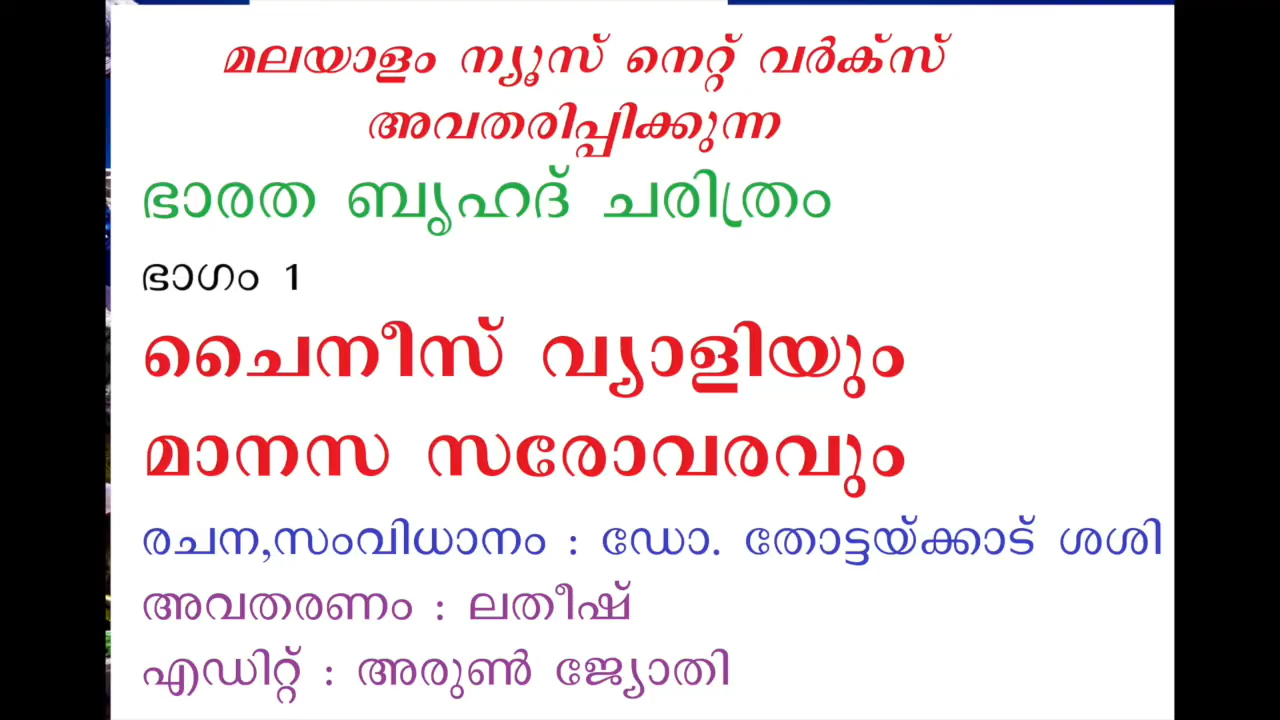 മലയാളം ന്യൂസ് നെറ്റ് വർക്സ്
അവതരിപ്പിക്കുന്ന
ഭാരത ബൃഹദ് ചരിത്രം
ഭാഗം 1
ചൈനീസ് വ്യാളിയും
മാനസ സരോവരവും
രചന,സംവിധാനം : ഡോ. തോട്ടയ്ക്കാട് ശശി
അവതരണം : ലതീഷ്
എഡിറ്റ് : അരുൺ ജ്യോതി